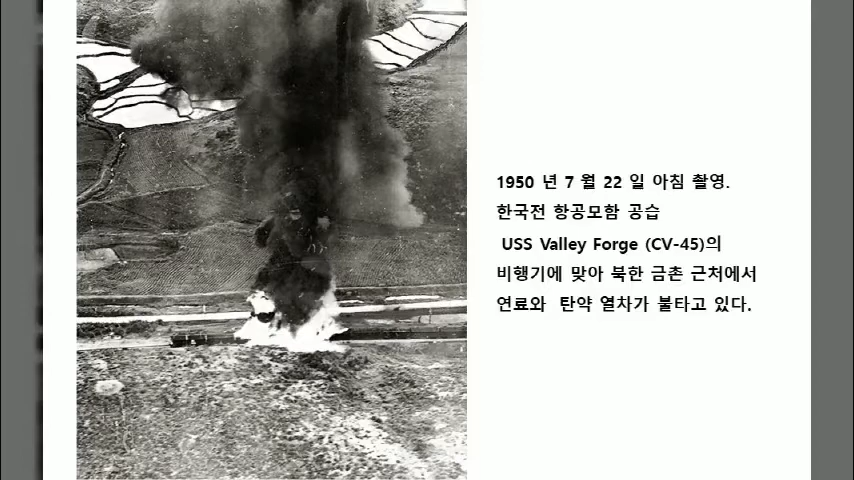 1950 년 7 월 22 일 아침 촬영.
한국전 항공모함 공습
USS Valley Forge (CV-45)의
비행기에 맞아 북한 금촌 근처에서
연료와 탄약 열차가 불타고 있다.